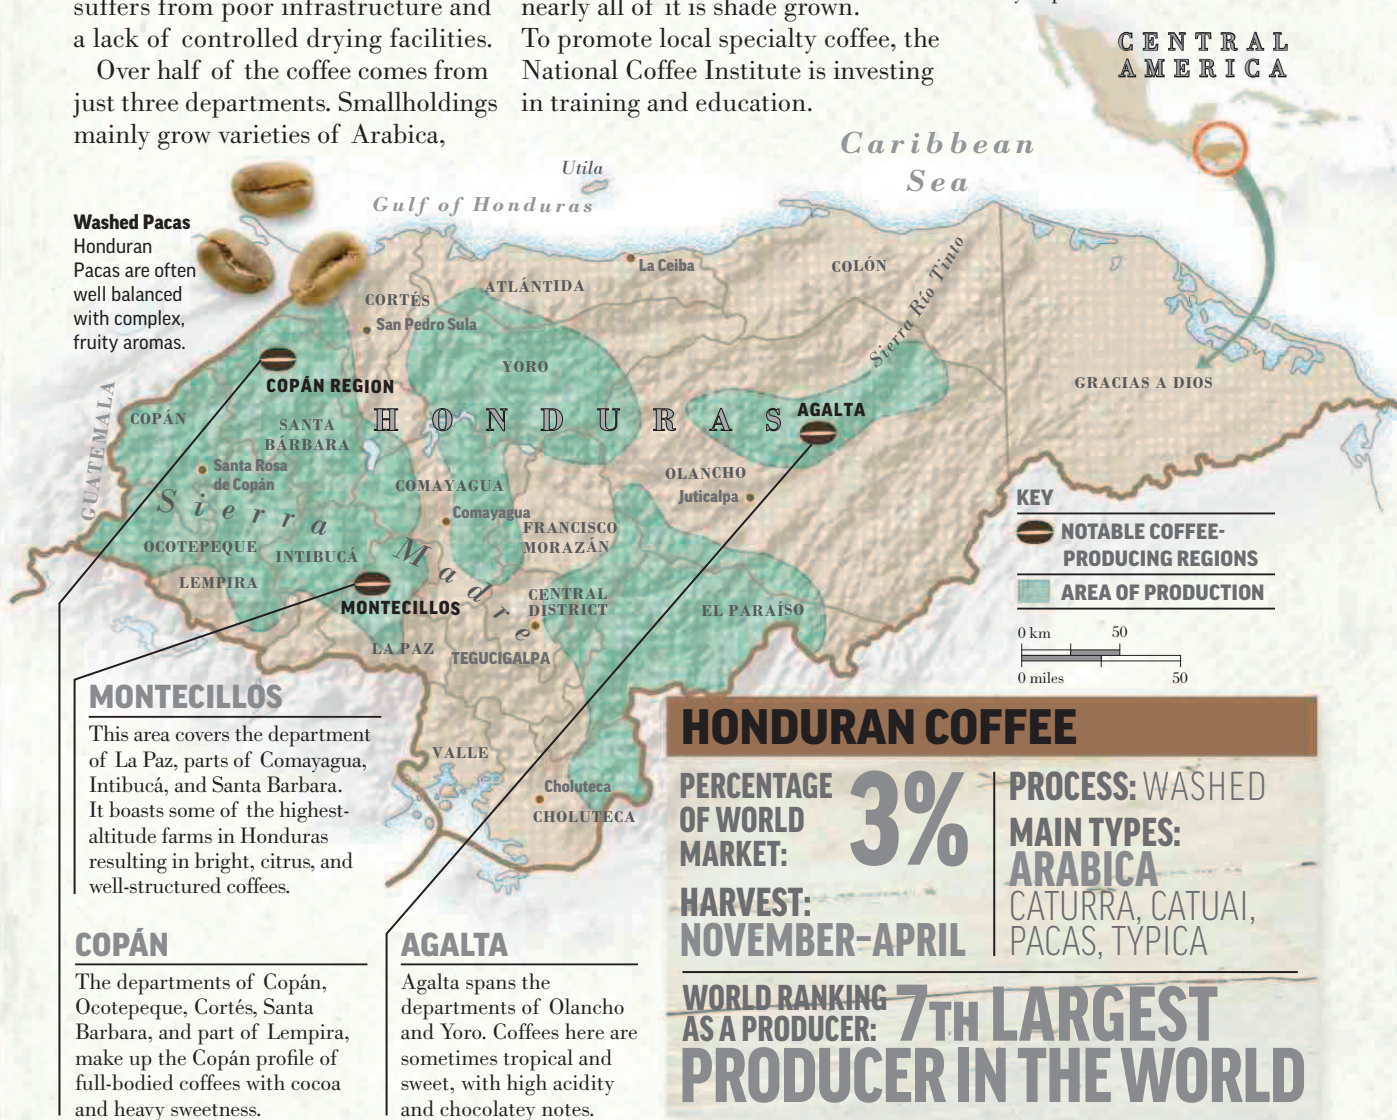 suffers from poor infrastructure and
a lack of controlled drying facilities.
Over half of the coffee comes from
just three departments. Smallholdings
mainly grow varieties of Arabica,
nearly all of it is shade grown.
To promote local specialty coffee, the
National Coffee Institute is investing
in training and education.
CENTRAL
AMERICA
Caribbean
Sea
Utila
Gulf of Honduras
Washed Pacas
Honduran
Pacas are often
well balanced
with complex,
fruity aromas.
La Ceiba
COLÓN
Sierra Río Tinto
ATLÁNTIDA
CORTÉS
San Pedro Sula
YORO
GRACIAS A DIOS
COPÁN REGION
GUATEMALA
COPÁN
SANTA
BÁRBARA
HONDURAS
AGALTA
Santa Rosa
de Copán
Sierra Madre
COMAYAGUA
Comayagua
OLANCHO
Juticalpa
FRANCISCO
MORAZÁN
OCOTEPEQUE
INTIBUCÁ
LEMPIRA
MONTECILLOS
CENTRAL
DISTRICT
EL PARAÍSO
LA PAZ
TEGUCIGALPA
VALLE
Choluteca
CHOLUTECA
KEY
NOTABLE COFFEE-
PRODUCING REGIONS
AREA OF PRODUCTION
0 km 50
0 miles 50
MONTECILLOS
This area covers the department
of La Paz, parts of Comayagua,
Intibucá, and Santa Barbara.
It boasts some of the highest-
altitude farms in Honduras
resulting in bright, citrus, and
well-structured coffees.
COPÁN
The departments of Copán,
Ocotepeque, Cortés, Santa
Barbara, and part of Lempira,
make up the Copán profile of
full-bodied coffees with cocoa
and heavy sweetness.
AGALTA
Agalta spans the
departments of Olancho
and Yoro. Coffees here are
sometimes tropical and
sweet, with high acidity
and chocolatey notes.
HONDURAN COFFEE
PERCENTAGE
OF WORLD
MARKET:
3%
HARVEST:
NOVEMBER–APRIL
PROCESS: WASHED
MAIN TYPES:
ARABICA
CATURRA, CATUAI,
PACAS, TYPICA
WORLD RANKING
AS A PRODUCER:
7TH LARGEST
PRODUCER IN THE WORLD